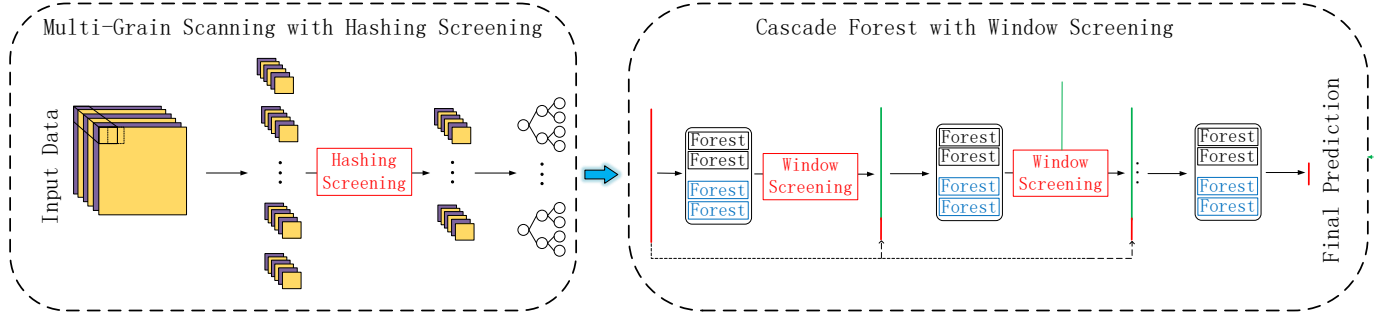 Multi-Grain Scanning with Hashing Screening
Input Data
Hashing
Screening
Cascade Forest with Window Screening
Forest
Forest
Forest
Forest
Window
Screening
Forest
Forest
Forest
Forest
Window
Screening
Forest
Forest
Forest
Forest
Final Prediction